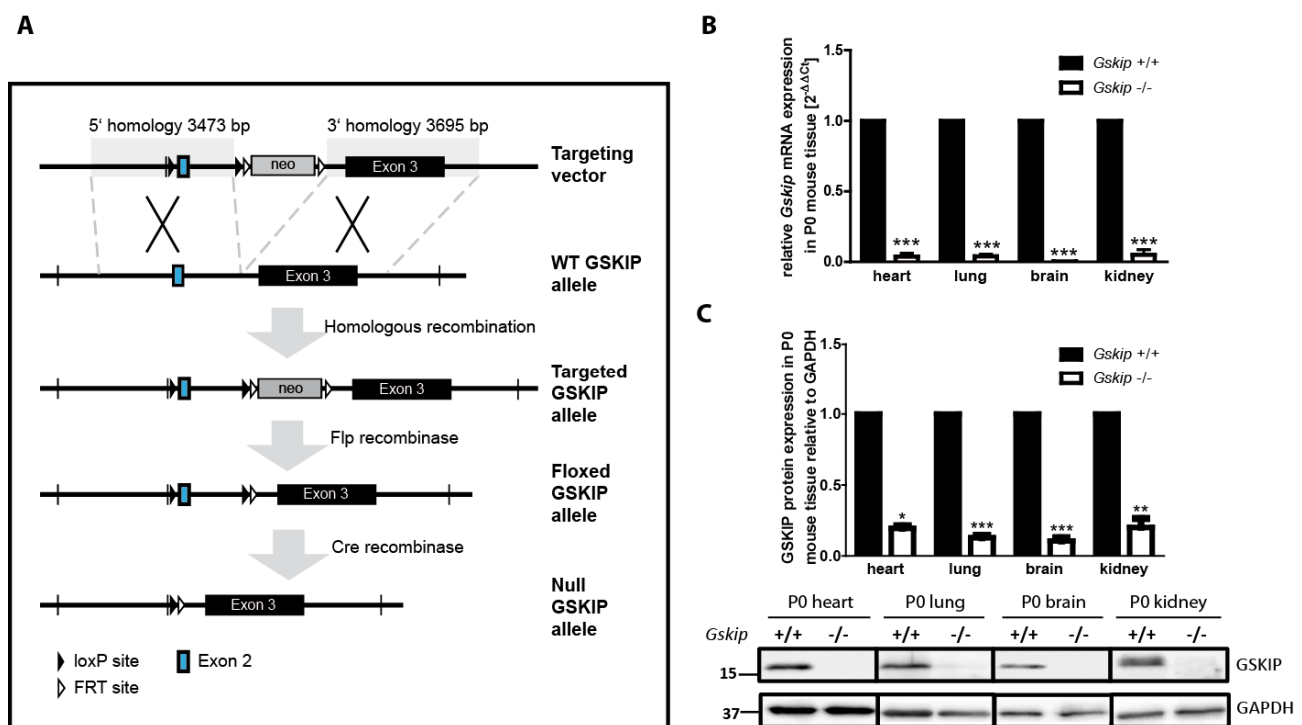 A
5‘ homology 3473 bp
3‘ homology 3695 bp
neo
Exon 3
Targeting
vector
Exon 3
WT GSKIP
allele
Homologous recombination
neo
Exon 3
Targeted
GSKIP
allele
Flp recombinase
Exon 3
Floxed
GSKIP
allele
Cre recombinase
Exon 3
Null
GSKIP
allele
loxP site
Exon 2
FRT site
B
relative Gskip mRNA expression
in P0 mouse tissue [2-ΔΔCt]
1.5
1.0
0.5
0.0
Gskip +/+
Gskip -/-
***
***
***
***
heart
lung
brain
kidney
C
GSKIP protein expression in P0
mouse tissue relative to GAPDH
1.5
1.0
0.5
0.0
Gskip +/+
Gskip -/-
*
***
***
**
heart
lung
brain
kidney
P0 heart
P0 lung
P0 brain
P0 kidney
Gskip
+/+ -/- +/+ -/- +/+ -/- +/+ -/-
15
GSKIP
37
GAPDH